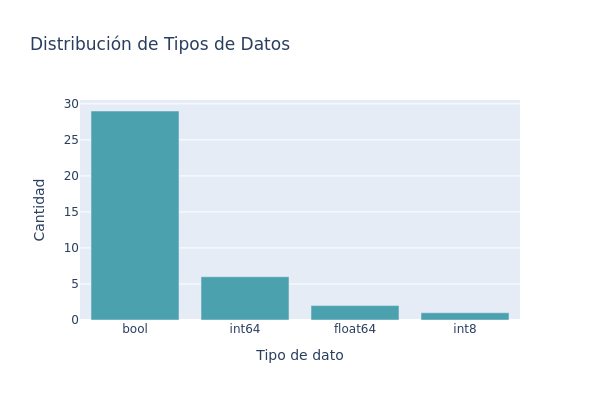 Distribución de Tipos de Datos
Cantidad
30
25
20
15
10
5
0
bool
int64
float64
int8
Tipo de dato